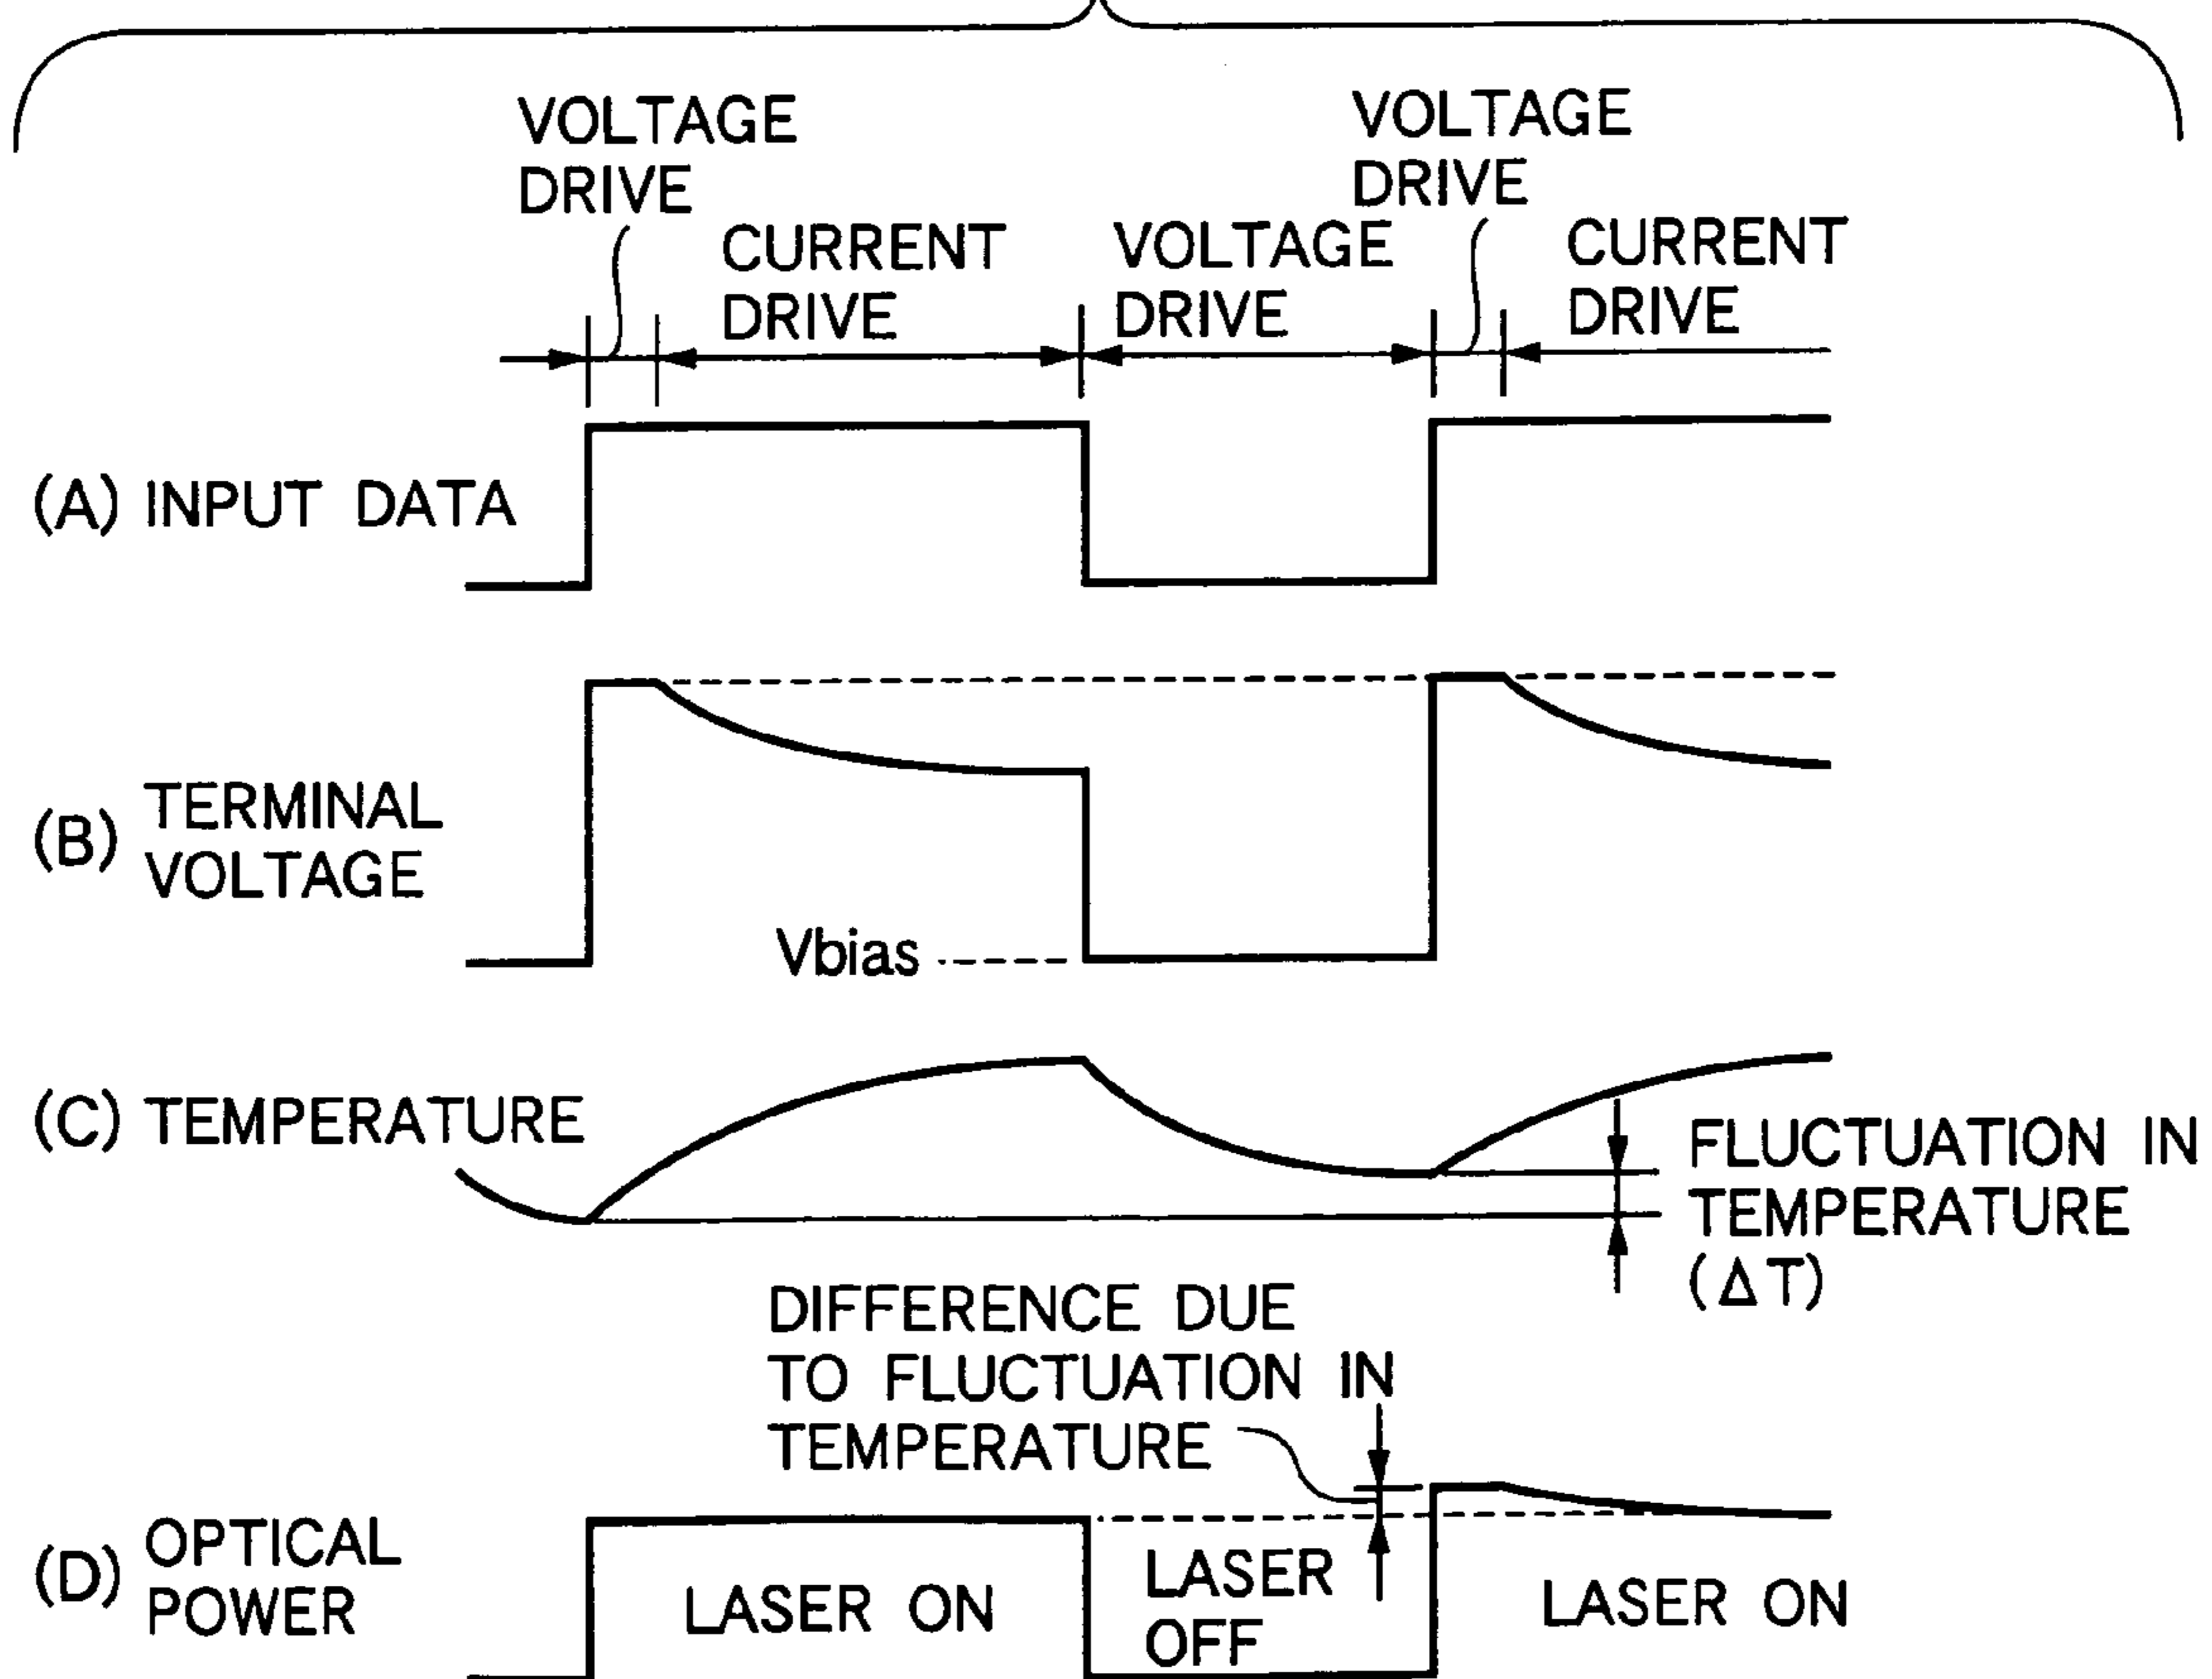 VOLTAGE
DRIVE
CURRENT
DRIVE
VOLTAGE
DRIVE
VOLTAGE
DRIVE
CURRENT
DRIVE
(A) INPUT DATA
(B) TERMINAL
VOLTAGE
Vbias
(C) TEMPERATURE
FLUCTUATION IN
TEMPERATURE
(ΔT)
DIFFERENCE DUE
TO FLUCTUATION IN
TEMPERATURE
(D) OPTICAL
POWER
LASER ON
LASER
OFF
LASER ON